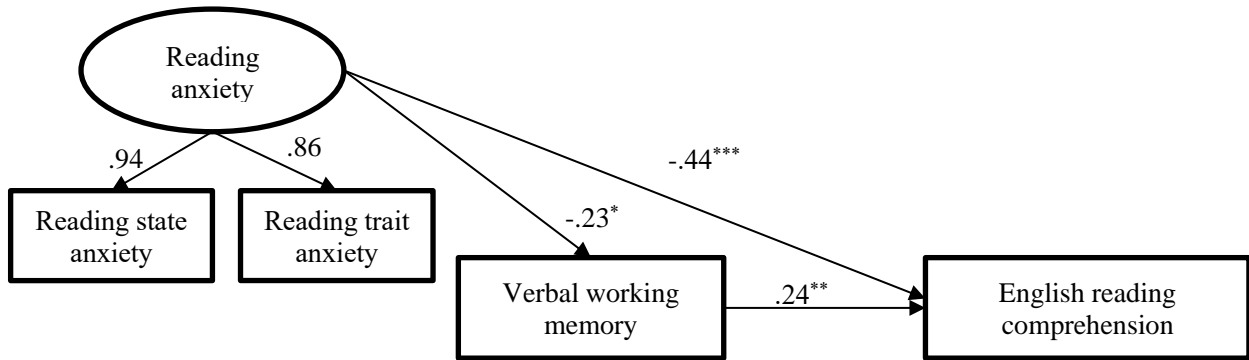 Reading
anxiety
.94
.86
-.44***
Reading state
anxiety
Reading trait
anxiety
-.23*
Verbal working
memory
.24**
English reading
comprehension